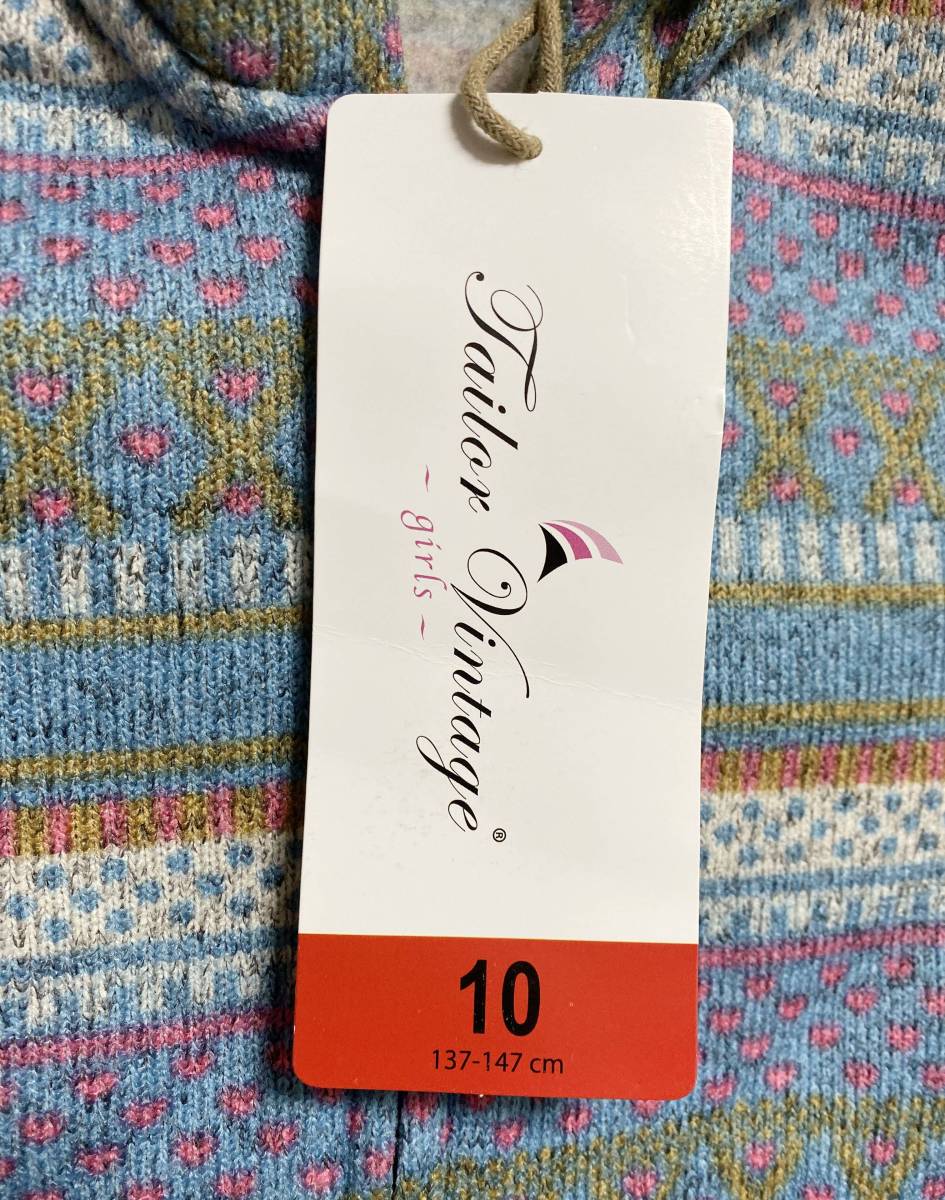 Tailor Vintage®
~ girls ~
10
137-147 cm